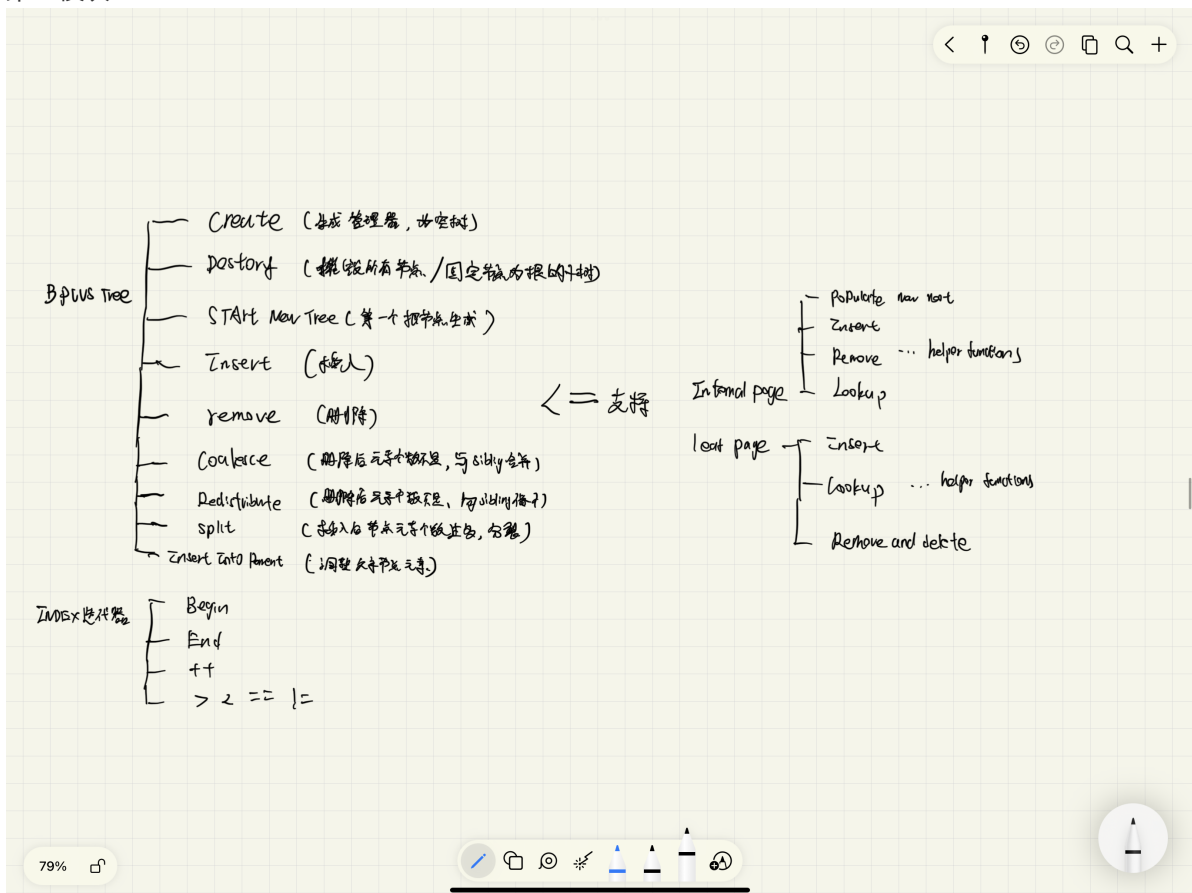 Bplus Tree
Create (生成管理器, 为空树)
Destory (摧毁所有节点/固定节点为根的子树)
START New Tree (第一个根节点生成)
Insert (插入)
remove (删除)
Coalesce (删除后元素个数不足, 与sibling合并)
Redistribute (删除后元素个数不足、与sibling
split (插入后节点元素个数过多, 分裂)
Insert Into Parent (调整父亲节点元素)
INDEX迭代器
Begin
End
++
> < == !=
<= 支持
Internal page
Populate new root
Insert
Remove ... helper functions
Lookup
leaf page
Insert
Lookup ... helper functions
Remove and delete
79%